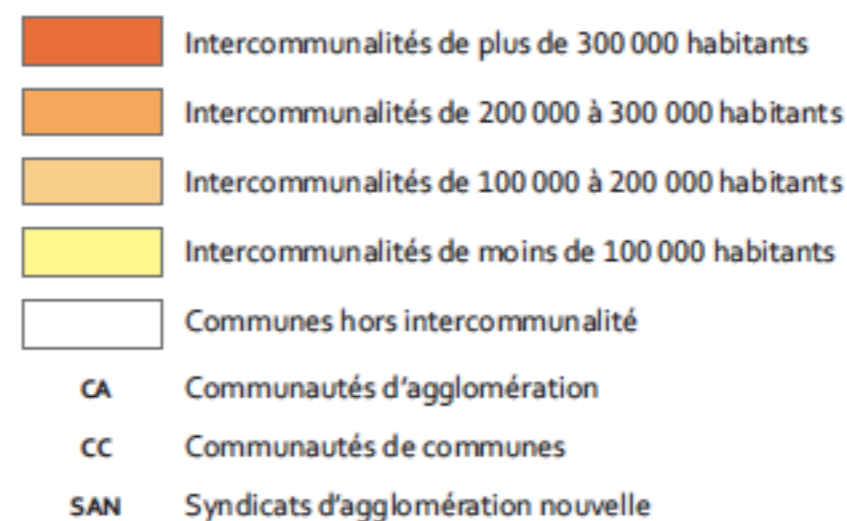 Intercommunalités de plus de 300 000 habitants
Intercommunalités de 200 000 à 300 000 habitants
Intercommunalités de 100 000 à 200 000 habitants
Intercommunalités de moins de 100 000 habitants
Communes hors intercommunalité
CA Communautés d'agglomération
CC Communautés de communes
SAN Syndicats d'agglomération nouvelle